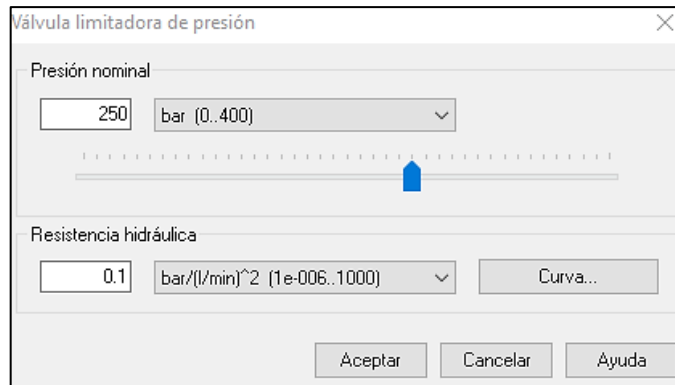 Válvula limitadora de presión
Presión nominal
250 bar (0..400)
Resistencia hidráulica
0.1 bar/(l/min)^2 (1e-006..1000) Curva...
Aceptar Cancelar Ayuda